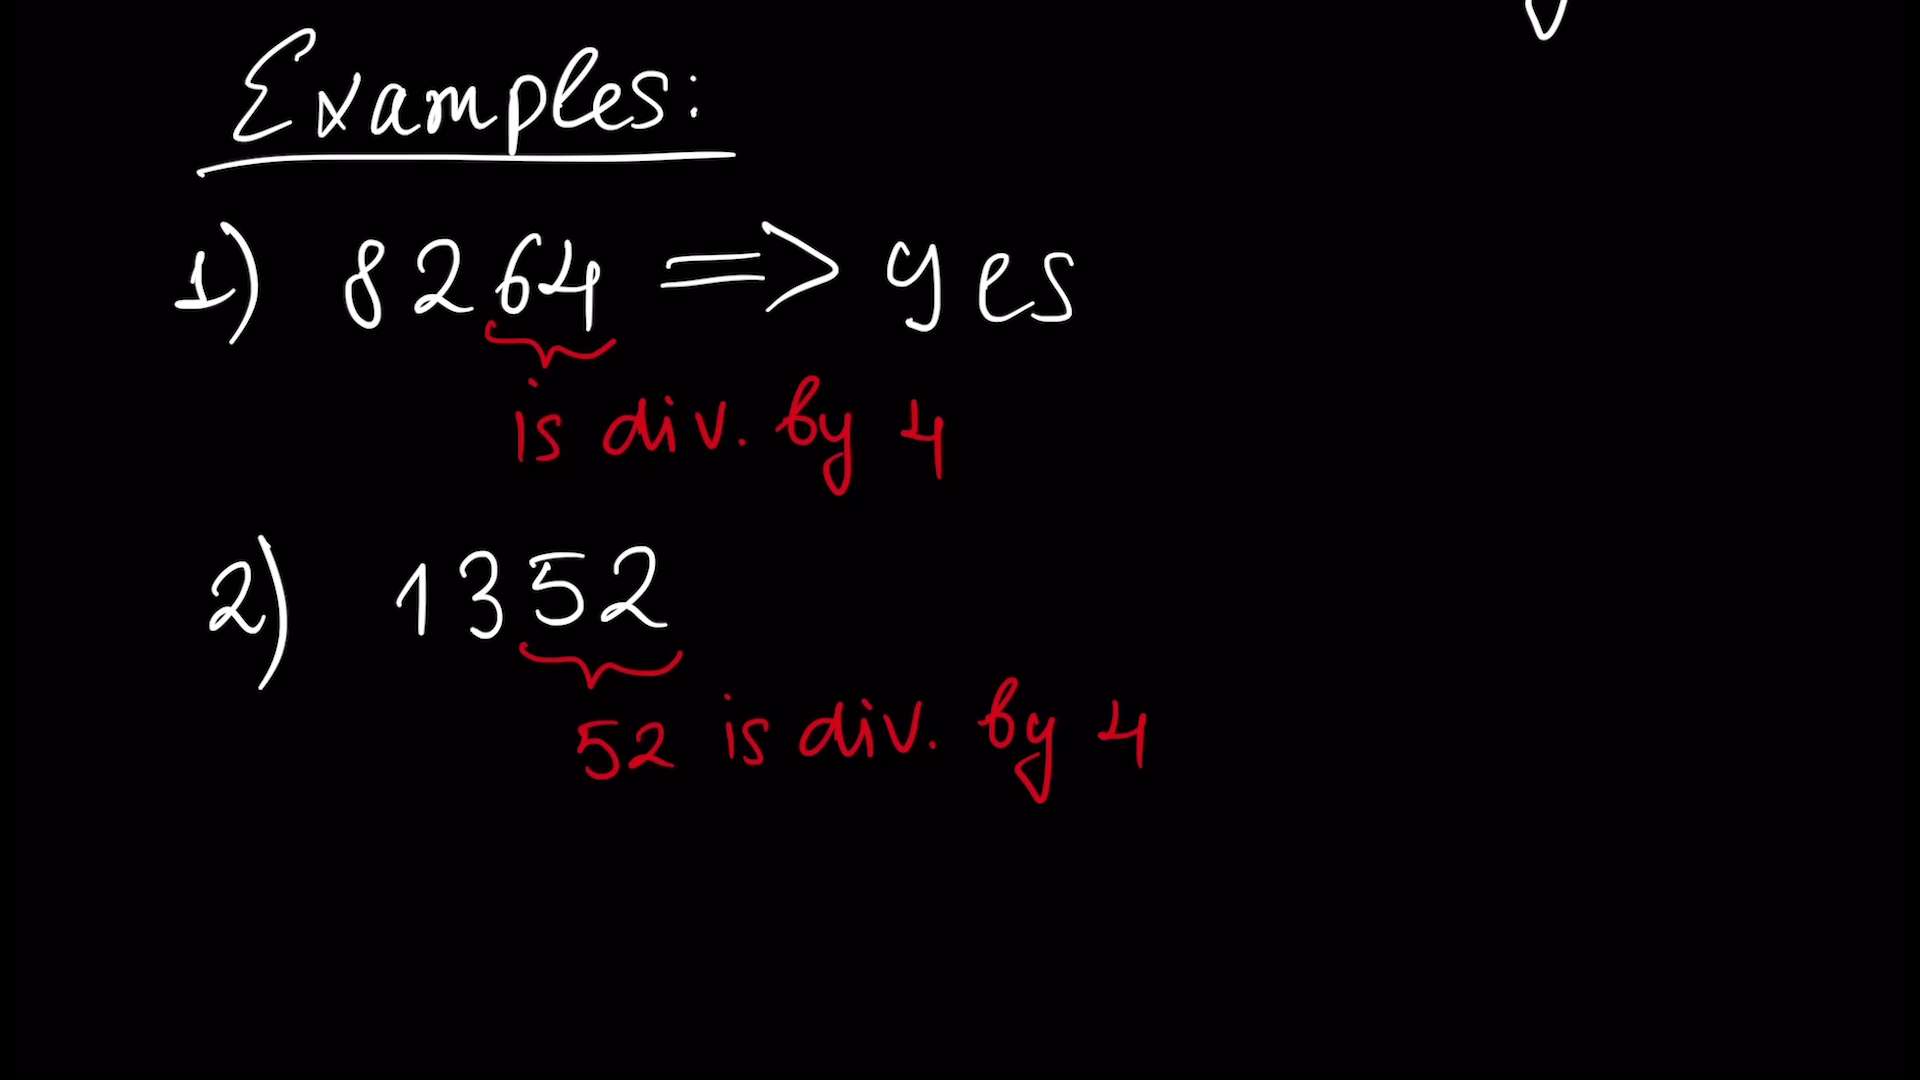 Examples:
1) 8264 => yes
is div. by 4
2) 1352
52 is div. by 4